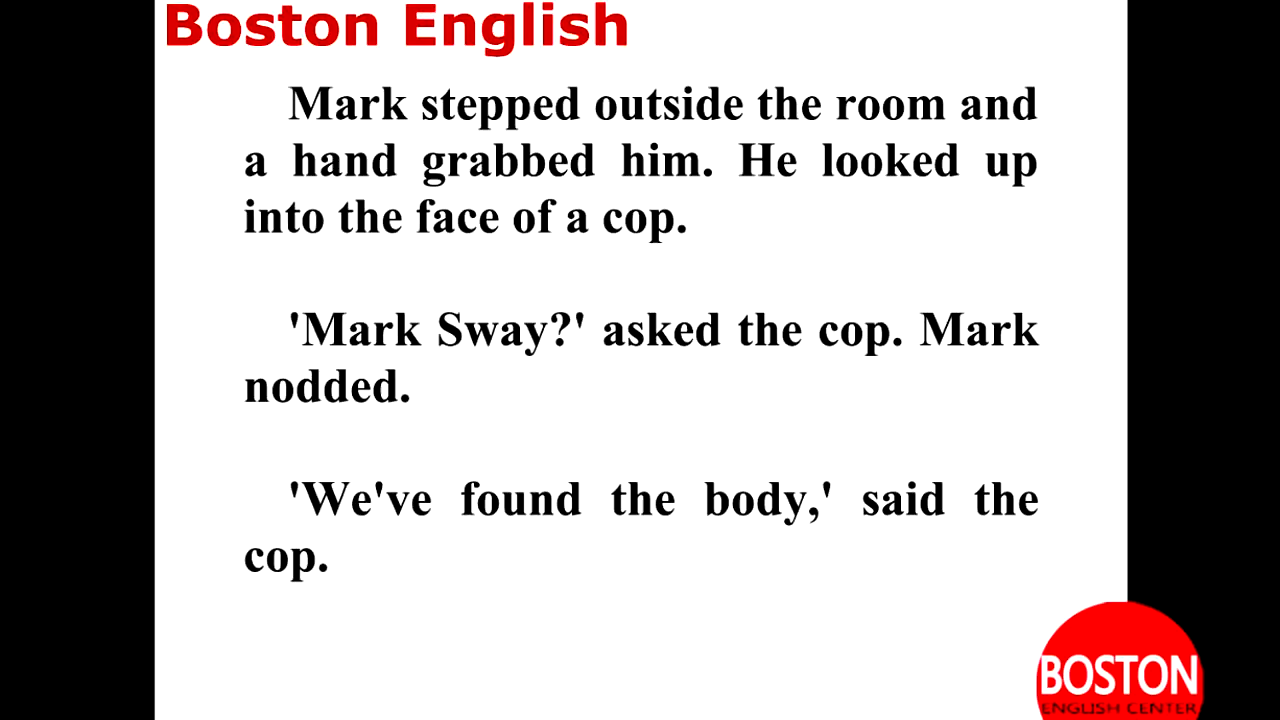 Boston English
Mark stepped outside the room and
a hand grabbed him. He looked up
into the face of a cop.
'Mark Sway?' asked the cop. Mark
nodded.
'We've found the body,' said the
cop.
BOSTON
ENGLISH CENTER